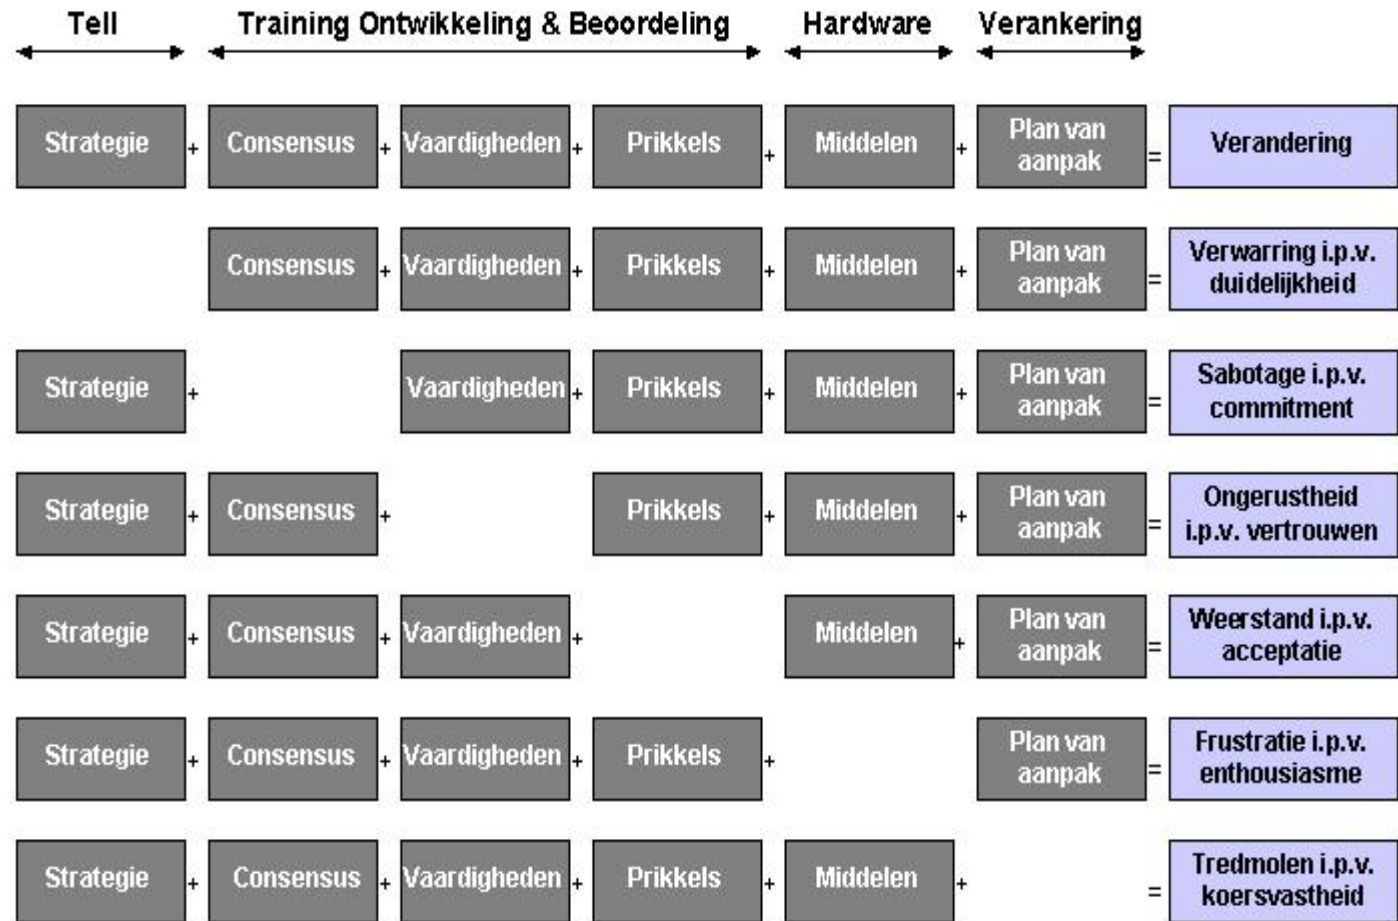 Tell Training Ontwikkeling & Beoordeling Hardware Verankering
Strategie + Consensus + Vaardigheden + Prikkels + Middelen + Plan van aanpak = Verandering
Consensus + Vaardigheden + Prikkels + Middelen + Plan van aanpak = Verwarring i.p.v. duidelijkheid
Strategie + Vaardigheden + Prikkels + Middelen + Plan van aanpak = Sabotage i.p.v. commitment
Strategie + Consensus + Prikkels + Middelen + Plan van aanpak = Ongerustheid i.p.v. vertrouwen
Strategie + Consensus + Vaardigheden + Middelen + Plan van aanpak = Weerstand i.p.v. acceptatie
Strategie + Consensus + Vaardigheden + Prikkels + Plan van aanpak = Frustratie i.p.v. enthousiasme
Strategie + Consensus + Vaardigheden + Prikkels + Middelen + = Tredmolen i.p.v. koersvastheid